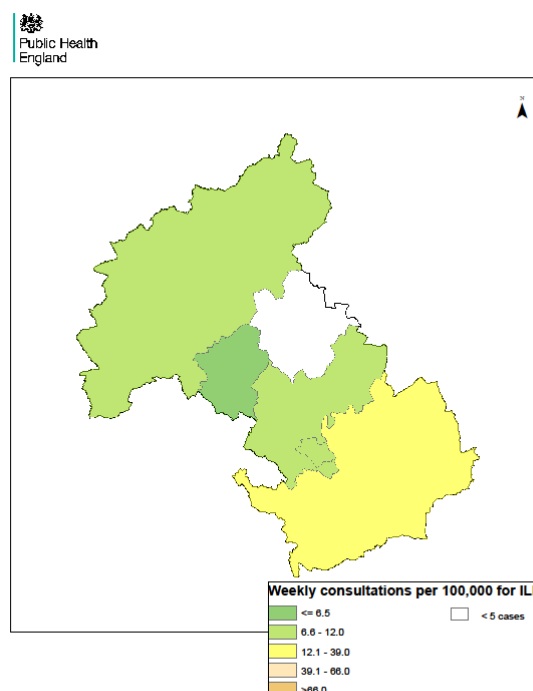 Public Health
England
N
Weekly consultations per 100,000 for IL
<= 6.5
< 5 cases
6.6 - 12.0
12.1 - 39.0
39.1 - 66.0
>66.0